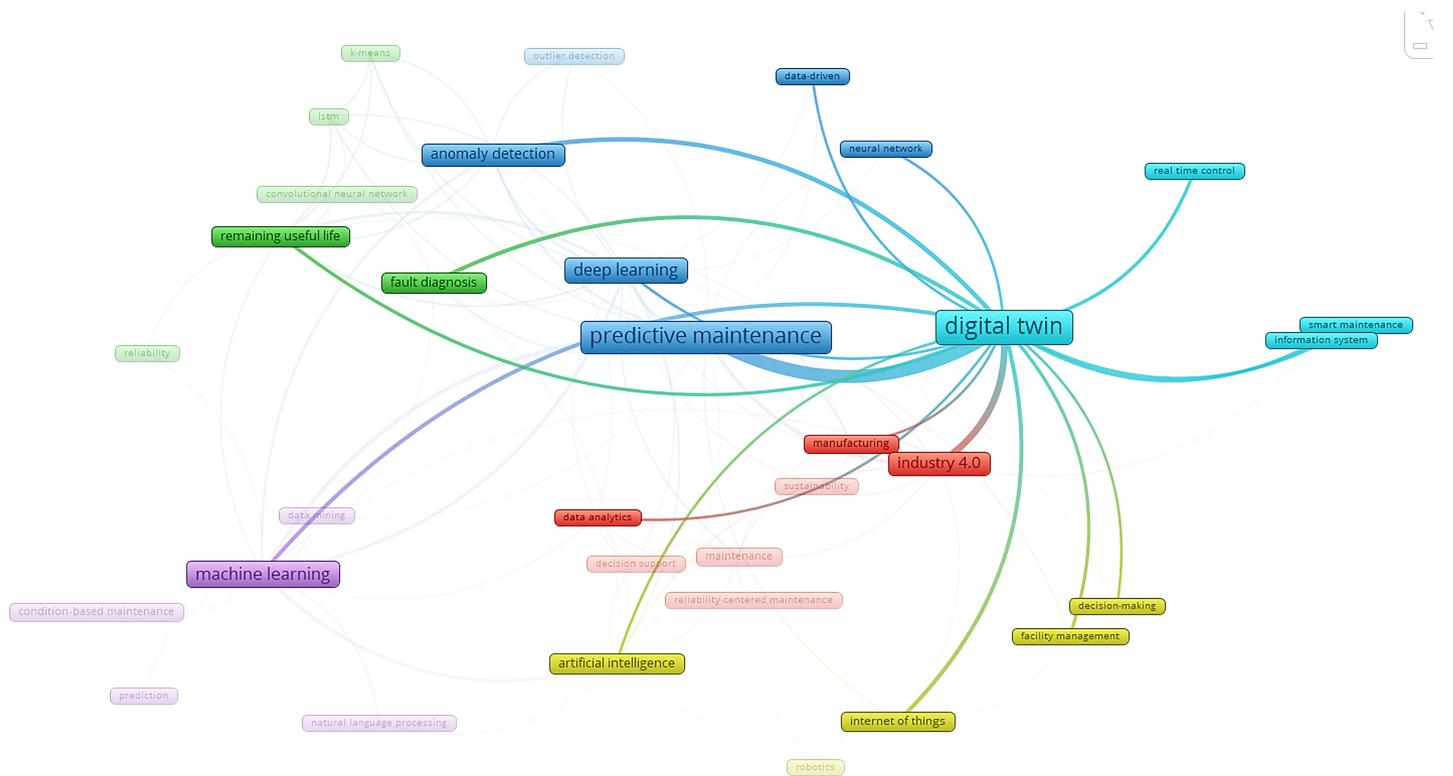 k-means
outlier detection
data-driven
lstm
neural network
anomaly detection
real time control
convolutional neural network
remaining useful life
deep learning
fault diagnosis
smart maintenance
digital twin
predictive maintenance
information system
reliability
manufacturing
industry 4.0
sustainability
data mining
data analytics
maintenance
decision support
machine learning
reliability-centered maintenance
decision-making
condition-based maintenance
facility management
artificial intelligence
prediction
internet of things
natural language processing
robotics